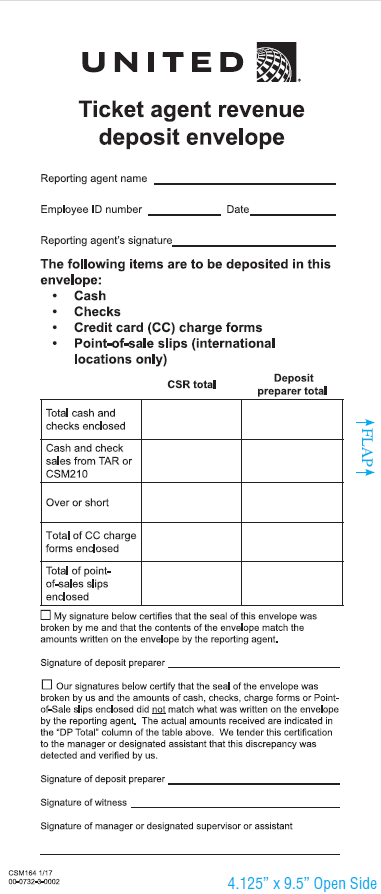 UNITED
Ticket agent revenue
deposit envelope
Reporting agent name
Employee ID number Date
Reporting agent's signature
The following items are to be deposited in this
envelope:
• Cash
• Checks
• Credit card (CC) charge forms
• Point-of-sale slips (international
locations only)
CSR total
Deposit
preparer total
Total cash and
checks enclosed
Cash and check
sales from TAR or
CSM210
Over or short
Total of CC charge
forms enclosed
Total of point-
of-sales slips
enclosed
FLAP
My signature below certifies that the seal of this envelope was
broken by me and that the contents of the envelope match the
amounts written on the envelope by the reporting agent.
Signature of deposit preparer
Our signatures below certify that the seal of the envelope was
broken by us and the amounts of cash, checks, charge forms or Point-
of-Sale slips enclosed did not match what was written on the envelope
by the reporting agent. The actual amounts received are indicated in
the "DP Total" column of the table above. We tender this certification
to the manager or designated assistant that this discrepancy was
detected and verified by us.
Signature of deposit preparer
Signature of witness
Signature of manager or designated supervisor or assistant
CSM164 1/17
00-0732-3-0002
4.125" x 9.5" Open Side